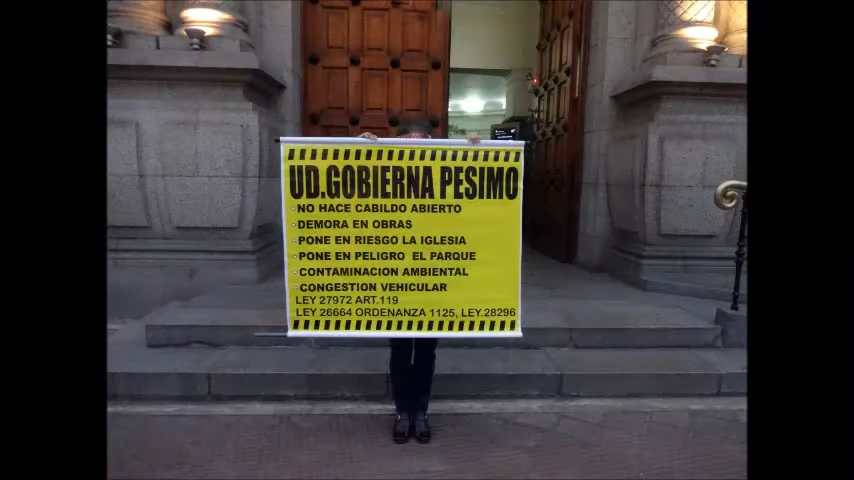 UD.GOBIERNA PESIMO
NO HACE CABILDO ABIERTO
DEMORA EN OBRAS
PONE EN RIESGO LA IGLESIA
PONE EN PELIGRO EL PARQUE
CONTAMINACION AMBIENTAL
CONGESTION VEHICULAR
LEY 27972 ART.119
LEY 26664 ORDENANZA 1125, LEY.28296